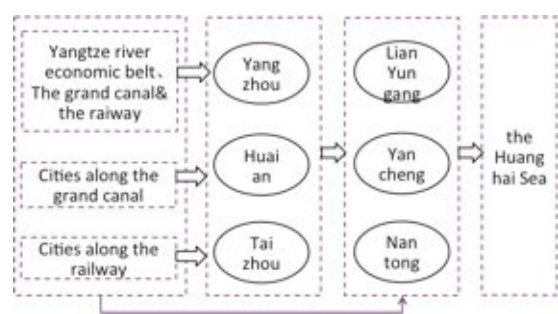 Yangtze river
economic belt、
The grand canal&
the raiway
Cities along the
grand canal
Cities along the
railway
Yang
zhou
Huai
an
Tai
zhou
Lian
Yun
gang
Yan
cheng
Nan
tong
the
Huang
hai Sea